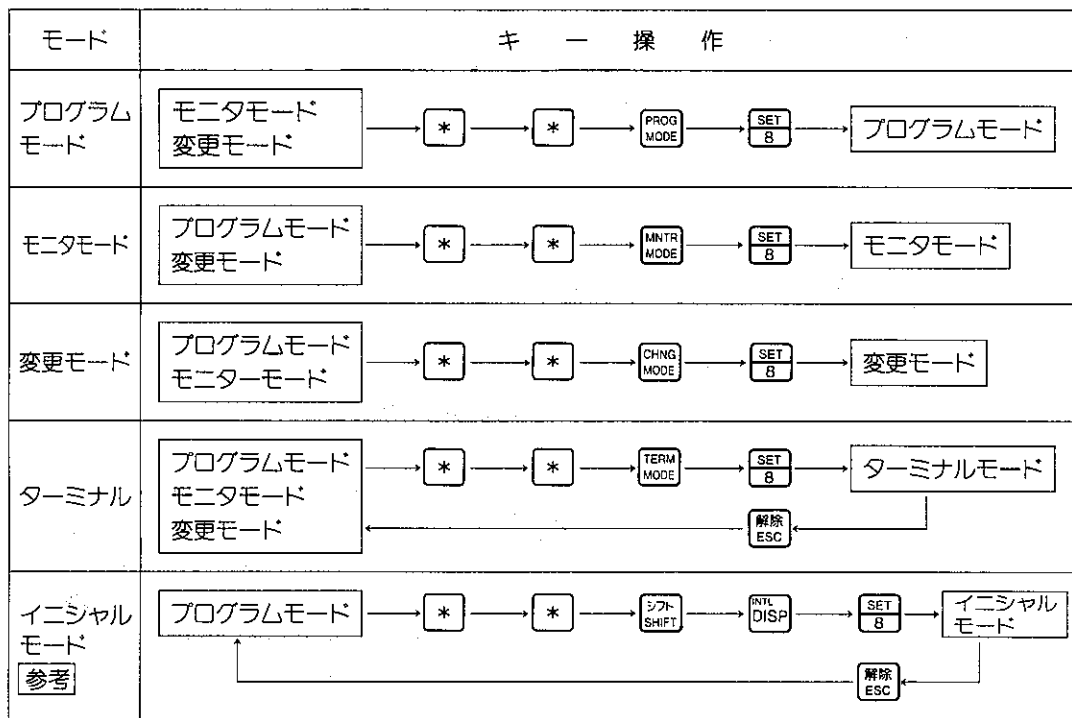 モード
キー操作
プログラム
モード
モニタモード
変更モード
*
*
PROG
MODE
SET
8
プログラムモード
モニタモード
プログラムモード
変更モード
*
*
MNTR
MODE
SET
8
モニタモード
変更モード
プログラムモード
モニターモード
*
*
CHNG
MODE
SET
8
変更モード
ターミナル
プログラムモード
モニタモード
変更モード
*
*
TERM
MODE
SET
8
ターミナルモード
解除
ESC
イニシャル
モード
参考
プログラムモード
*
*
シフト
SHIFT
INTL
DISP
SET
8
イニシャル
モード
解除
ESC